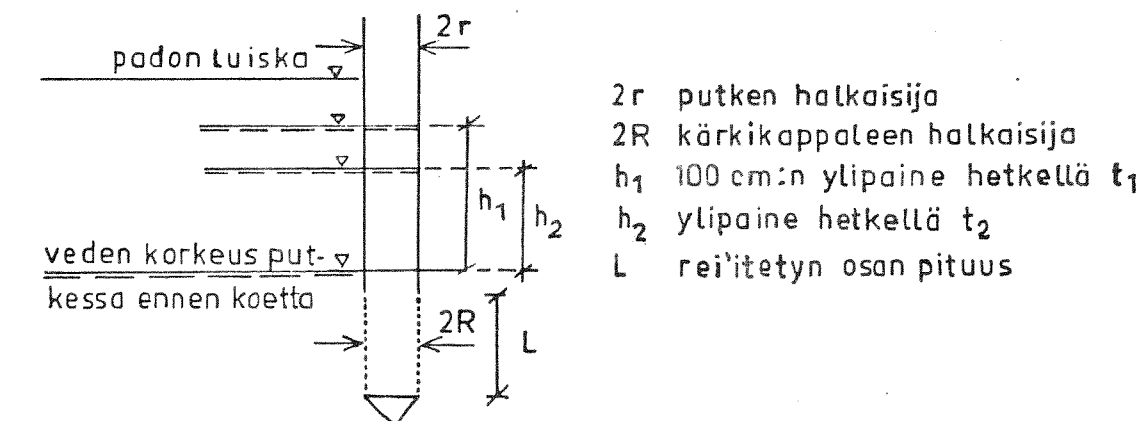 2r
padon luiska
h₁
h₂
veden korkeus put-
kessa ennen koetta
2R
L
2r putken halkaisija
2R kärkikappaleen halkaisija
h₁ 100 cm:n ylipaine hetkellä t₁
h₂ ylipaine hetkellä t₂
L rei'itetyn osan pituus